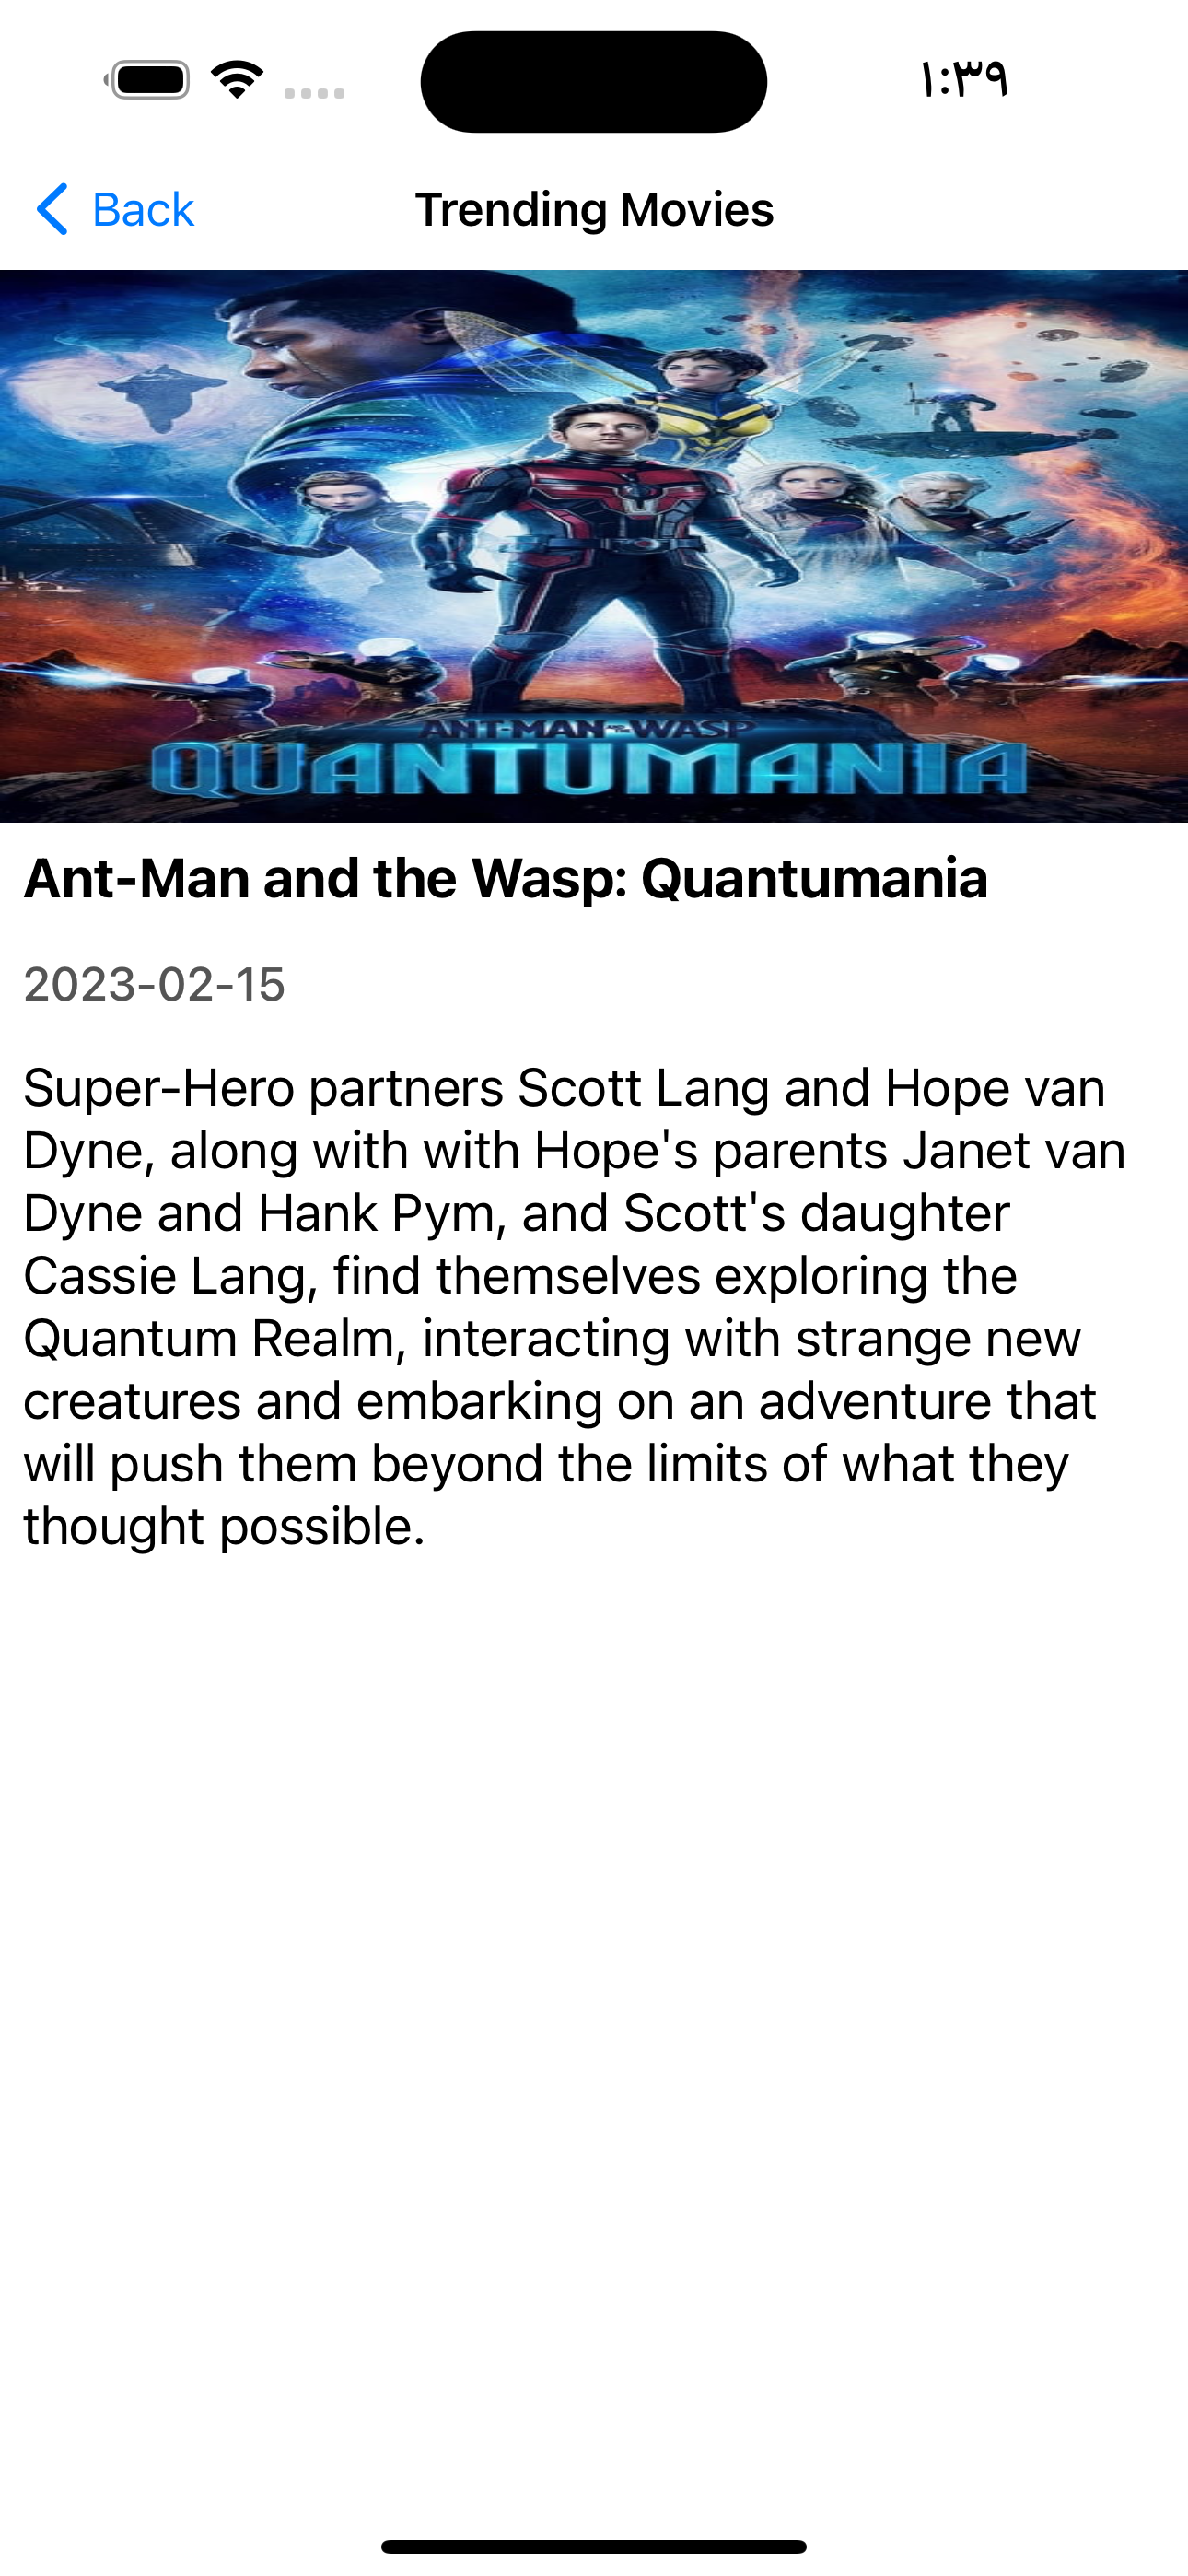 ١:٣٩
Back
Trending Movies
ANT-MAN AND THE WASP
QUANTUMANIA
Ant-Man and the Wasp: Quantumania
2023-02-15
Super-Hero partners Scott Lang and Hope van
Dyne, along with with Hope's parents Janet van
Dyne and Hank Pym, and Scott's daughter
Cassie Lang, find themselves exploring the
Quantum Realm, interacting with strange new
creatures and embarking on an adventure that
will push them beyond the limits of what they
thought possible.